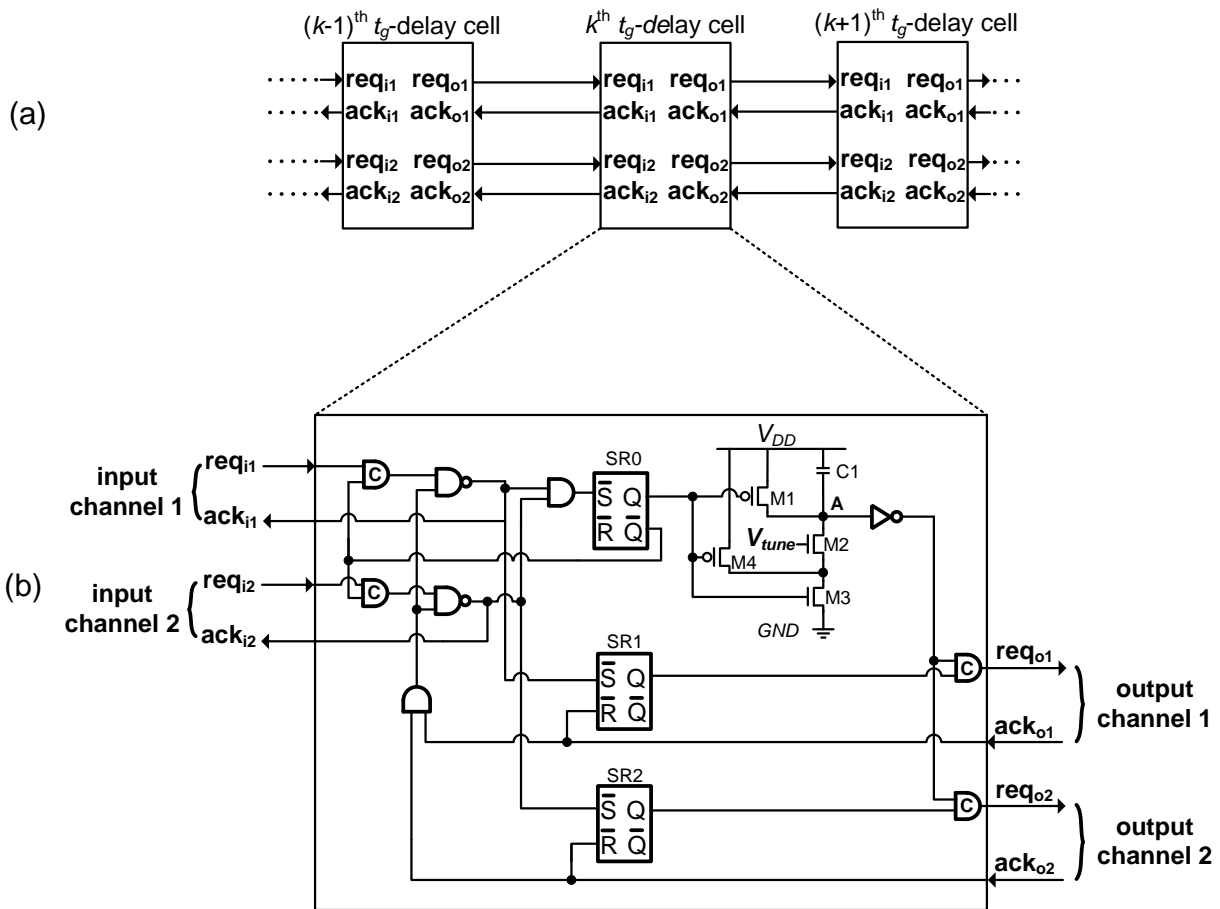 (k-1)th tg-delay cell
kth tg-delay cell
(k+1)th tg-delay cell
(a)
reqi1 reqo1
acki1 acko1
reqi2 reqo2
acki2 acko2
reqi1 reqo1
acki1 acko1
reqi2 reqo2
acki2 acko2
reqi1 reqo1
acki1 acko1
reqi2 reqo2
acki2 acko2
(b)
input channel 1
reqi1
acki1
input channel 2
reqi2
acki2
C
C
SR0
S Q
R Q
VDD
C1
M1
A
Vtune
M2
M4
M3
GND
SR1
S Q
R Q
C
reqo1
acko1
output channel 1
SR2
S Q
R Q
C
reqo2
acko2
output channel 2